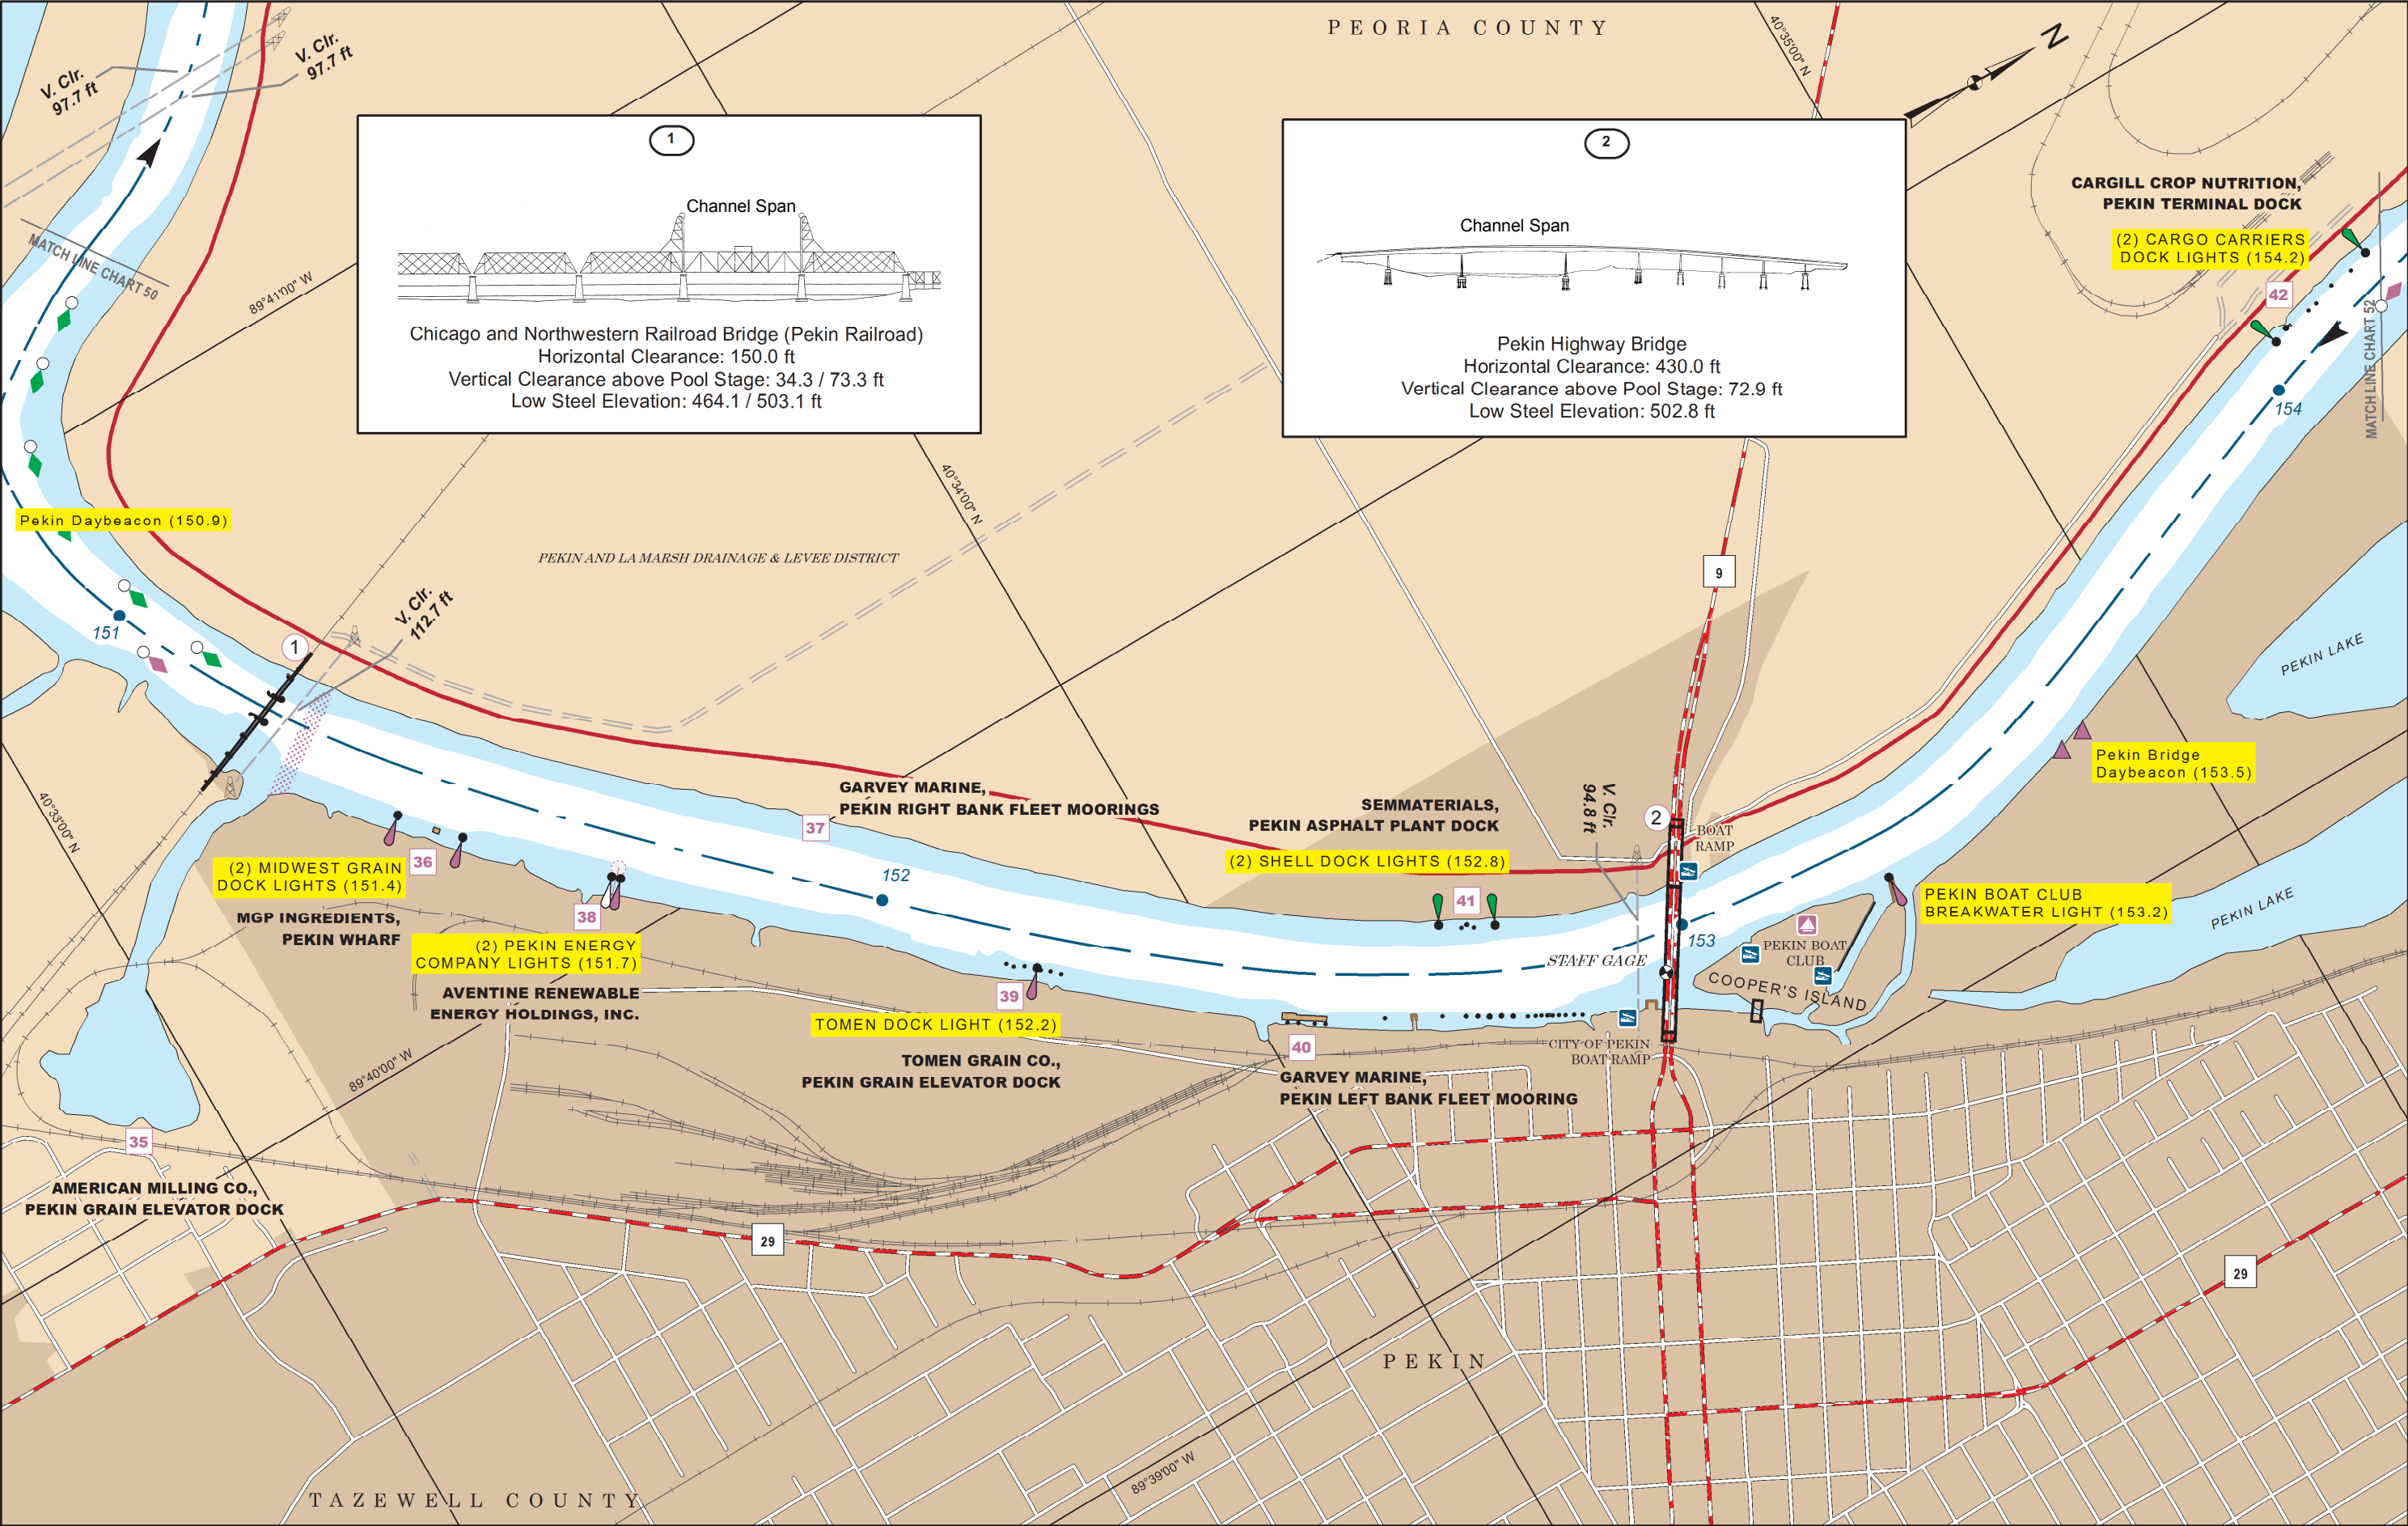 PEORIA COUNTY
40°35'00" N
N
V. Clr.
97.7 ft
V. Clr.
97.7 ft
1
Channel Span
Chicago and Northwestern Railroad Bridge (Pekin Railroad)
Horizontal Clearance: 150.0 ft
Vertical Clearance above Pool Stage: 34.3 / 73.3 ft
Low Steel Elevation: 464.1 / 503.1 ft
2
Channel Span
Pekin Highway Bridge
Horizontal Clearance: 430.0 ft
Vertical Clearance above Pool Stage: 72.9 ft
Low Steel Elevation: 502.8 ft
CARGILL CROP NUTRITION,
PEKIN TERMINAL DOCK
(2) CARGO CARRIERS
DOCK LIGHTS (154.2)
42
MATCH LINE CHART 52
154
MATCH LINE CHART 50
89°41'00" W
40°34'00" N
Pekin Daybeacon (150.9)
PEKIN AND LA MARSH DRAINAGE & LEVEE DISTRICT
9
151
1
V. Clr.
112.7 ft
PEKIN LAKE
Pekin Bridge
Daybeacon (153.5)
40°33'00" N
GARVEY MARINE,
PEKIN RIGHT BANK FLEET MOORINGS
37
SEMMATERIALS,
PEKIN ASPHALT PLANT DOCK
(2) SHELL DOCK LIGHTS (152.8)
V. Clr.
94.8 ft
2
BOAT
RAMP
36
(2) MIDWEST GRAIN
DOCK LIGHTS (151.4)
MGP INGREDIENTS,
PEKIN WHARF
38
(2) PEKIN ENERGY
COMPANY LIGHTS (151.7)
AVENTINE RENEWABLE
ENERGY HOLDINGS, INC.
152
41
PEKIN BOAT CLUB
BREAKWATER LIGHT (153.2)
PEKIN LAKE
153
PEKIN BOAT
CLUB
STAFF GAGE
COOPER'S ISLAND
39
TOMEN DOCK LIGHT (152.2)
TOMEN GRAIN CO.,
PEKIN GRAIN ELEVATOR DOCK
40
CITY OF PEKIN
BOAT RAMP
GARVEY MARINE,
PEKIN LEFT BANK FLEET MOORING
89°40'00" W
35
AMERICAN MILLING CO.,
PEKIN GRAIN ELEVATOR DOCK
29
29
PEKIN
89°39'00" W
TAZEWELL COUNTY